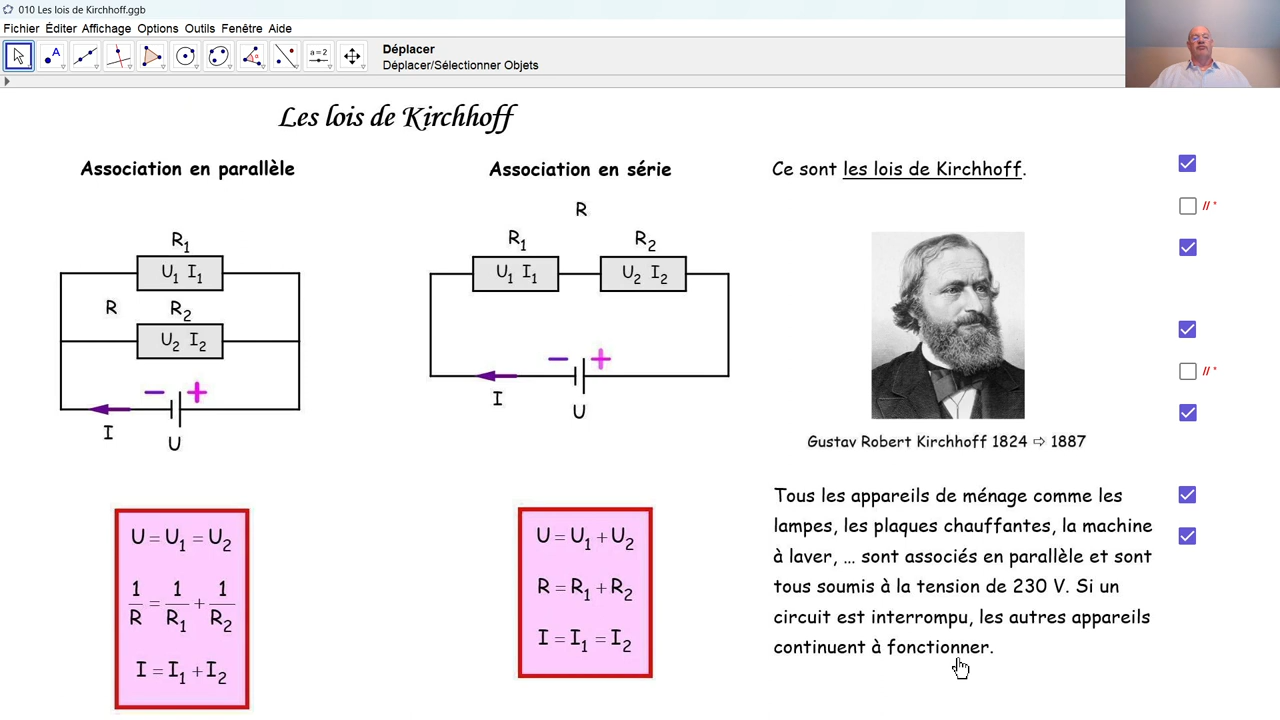 010 Les lois de Kirchhoff.ggb
Fichier Éditer Affichage Options Outils Fenêtre Aide
A
a=2
Déplacer
Déplacer/Sélectionner Objets
Les lois de Kirchhoff
Association en parallèle
R1
U1 I1
R
R2
U2 I2
− +
I
U
U = U1 = U2
1/R = 1/R1 + 1/R2
I = I1 + I2
Association en série
R
R1 R2
U1 I1 U2 I2
− +
I
U
U = U1 + U2
R = R1 + R2
I = I1 = I2
Ce sont les lois de Kirchhoff.
Gustav Robert Kirchhoff 1824 ⇨ 1887
Tous les appareils de ménage comme les
lampes, les plaques chauffantes, la machine
à laver, ... sont associés en parallèle et sont
tous soumis à la tension de 230 V. Si un
circuit est interrompu, les autres appareils
continuent à fonctionner.
// *
// *